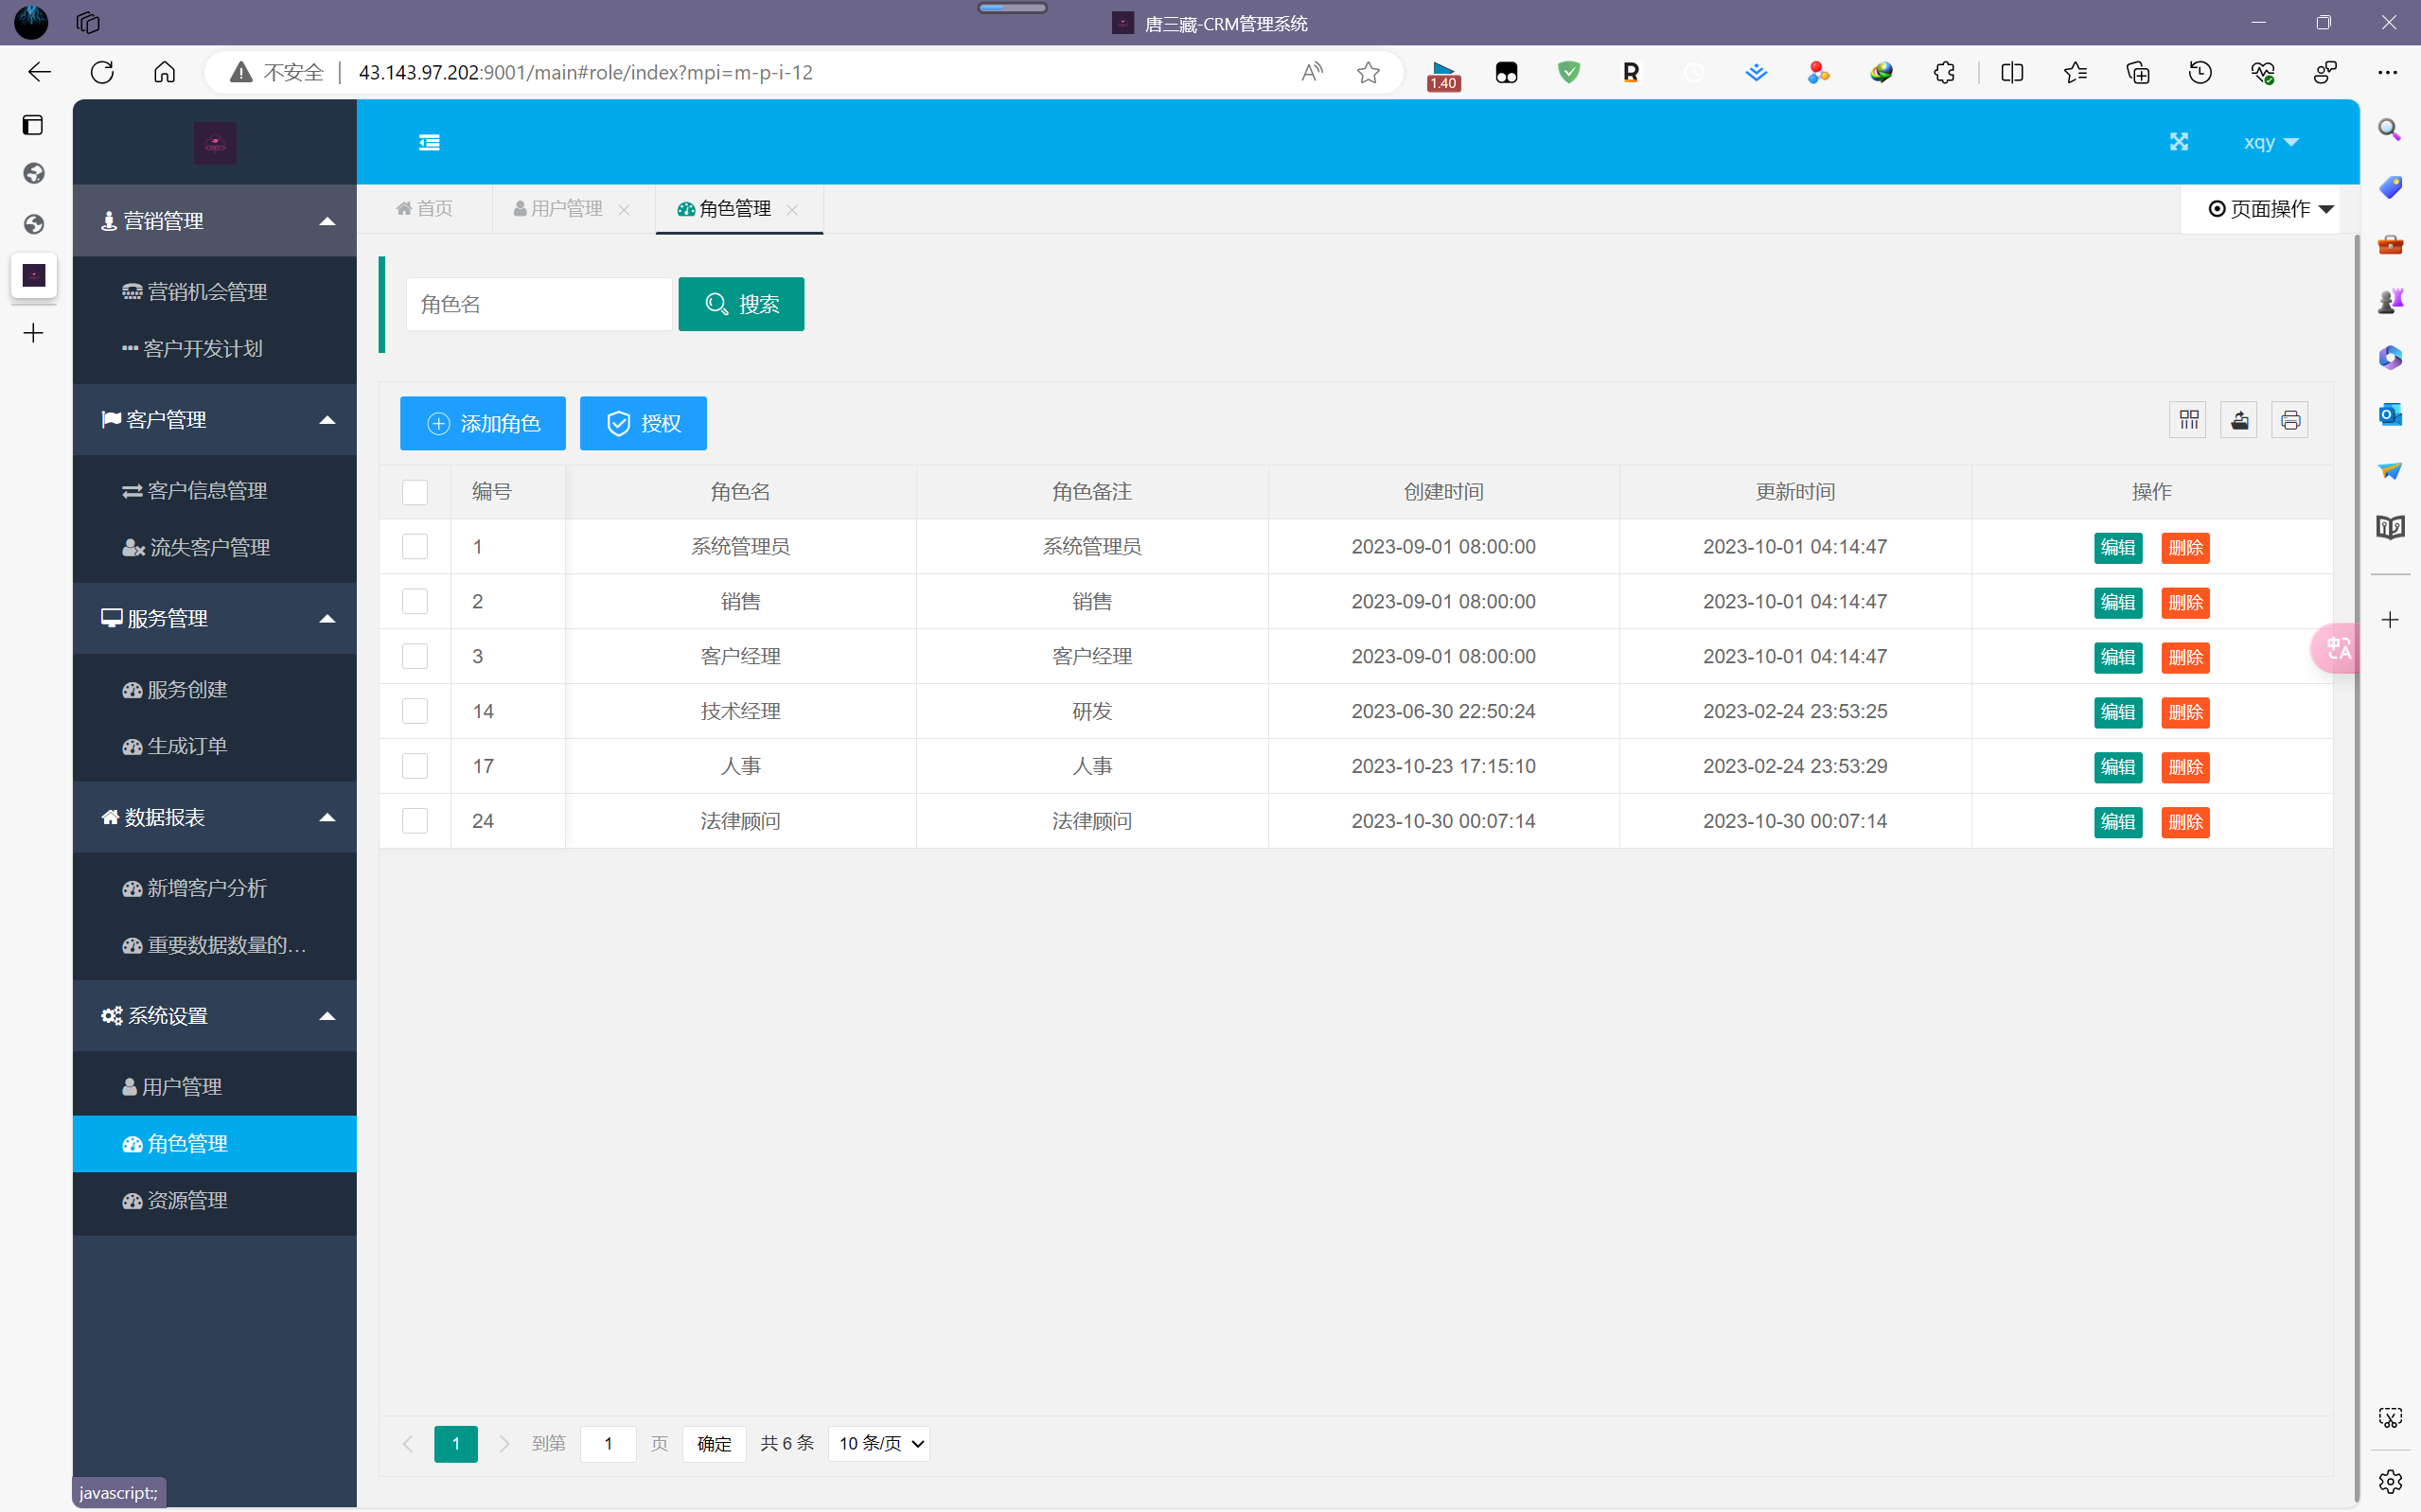 唐三藏-CRM管理系统
不安全 43.143.97.202:9001/main#role/index?mpi=m-p-i-12
1.40
xqy
首页 用户管理 角色管理 页面操作
营销管理
营销机会管理
客户开发计划
客户管理
客户信息管理
流失客户管理
服务管理
服务创建
生成订单
数据报表
新增客户分析
重要数据数量的...
系统设置
用户管理
角色管理
资源管理
角色名 搜索
添加角色 授权
编号 角色名 角色备注 创建时间 更新时间 操作
1 系统管理员 系统管理员 2023-09-01 08:00:00 2023-10-01 04:14:47 编辑 删除
2 销售 销售 2023-09-01 08:00:00 2023-10-01 04:14:47 编辑 删除
3 客户经理 客户经理 2023-09-01 08:00:00 2023-10-01 04:14:47 编辑 删除
14 技术经理 研发 2023-06-30 22:50:24 2023-02-24 23:53:25 编辑 删除
17 人事 人事 2023-10-23 17:15:10 2023-02-24 23:53:29 编辑 删除
24 法律顾问 法律顾问 2023-10-30 00:07:14 2023-10-30 00:07:14 编辑 删除
1 到第 1 页 确定 共 6 条 10 条/页
javascript:;